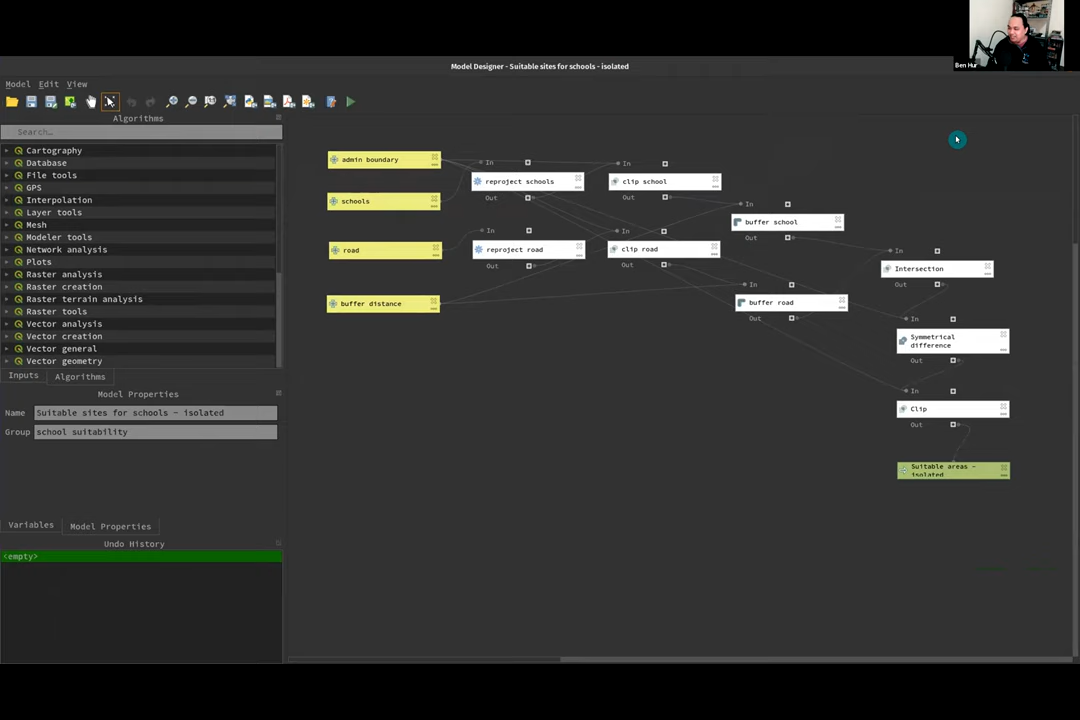 Ben Hur
Model Designer - Suitable sites for schools - isolated
Model Edit View
Algorithms
Search...
Cartography
Database
File tools
GPS
Interpolation
Layer tools
Mesh
Modeler tools
Network analysis
Plots
Raster analysis
Raster creation
Raster terrain analysis
Raster tools
Vector analysis
Vector creation
Vector general
Vector geometry
Inputs Algorithms
Model Properties
Name Suitable sites for schools - isolated
Group school suitability
Variables Model Properties
Undo History
<empty>
admin boundary
schools
road
buffer distance
In
reproject schools
Out
In
reproject road
Out
In
clip school
Out
In
clip road
Out
In
buffer school
Out
In
buffer road
Out
In
Intersection
Out
In
Symmetrical
difference
Out
In
Clip
Out
Suitable areas -
isolated